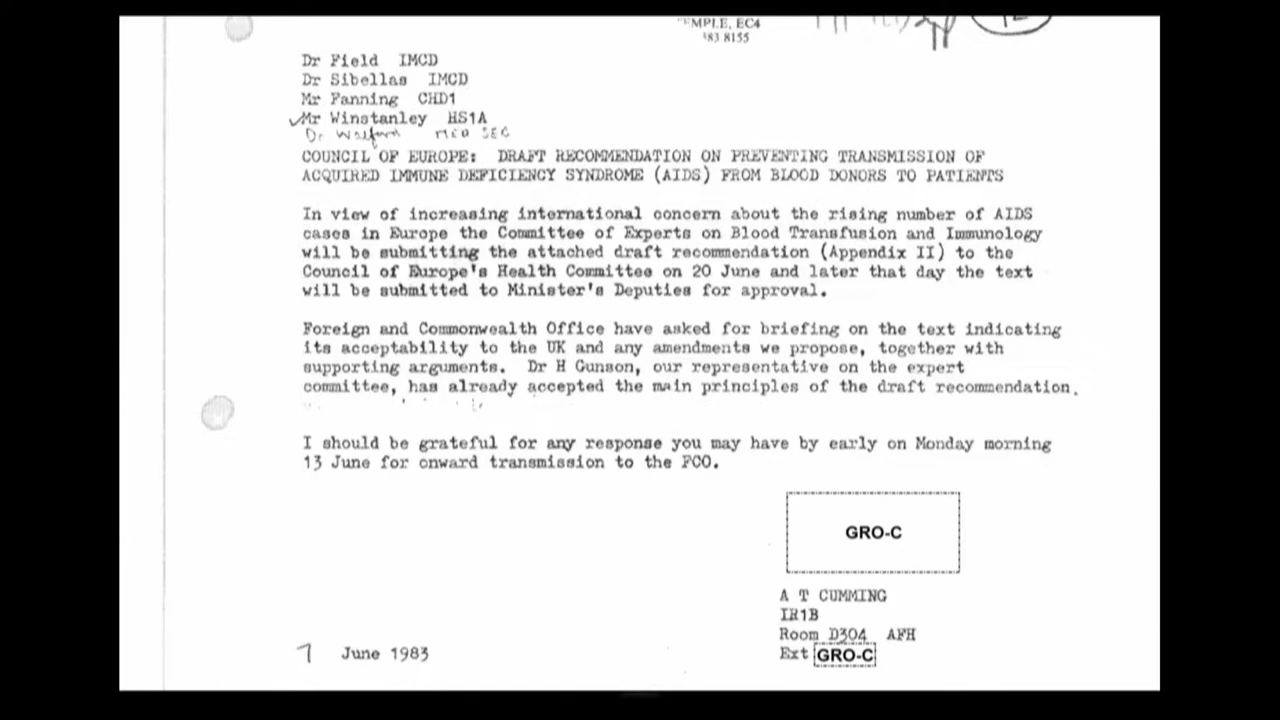 EMPLE, EC4
83 8155
Dr Field IMCD
Dr Sibellas IMCD
Mr Fanning CHD1
Mr Winstanley HS1A
Dr Walford MED SEC
COUNCIL OF EUROPE: DRAFT RECOMMENDATION ON PREVENTING TRANSMISSION OF
ACQUIRED IMMUNE DEFICIENCY SYNDROME (AIDS) FROM BLOOD DONORS TO PATIENTS
In view of increasing international concern about the rising number of AIDS
cases in Europe the Committee of Experts on Blood Transfusion and Immunology
will be submitting the attached draft recommendation (Appendix II) to the
Council of Europe's Health Committee on 20 June and later that day the text
will be submitted to Minister's Deputies for approval.
Foreign and Commonwealth Office have asked for briefing on the text indicating
its acceptability to the UK and any amendments we propose, together with
supporting arguments. Dr H Gunson, our representative on the expert
committee, has already accepted the main principles of the draft recommendation.
I should be grateful for any response you may have by early on Monday morning
13 June for onward transmission to the FCO.
GRO-C
A T CUMMING
IR1B
Room D304 AFH
Ext GRO-C
7 June 1983